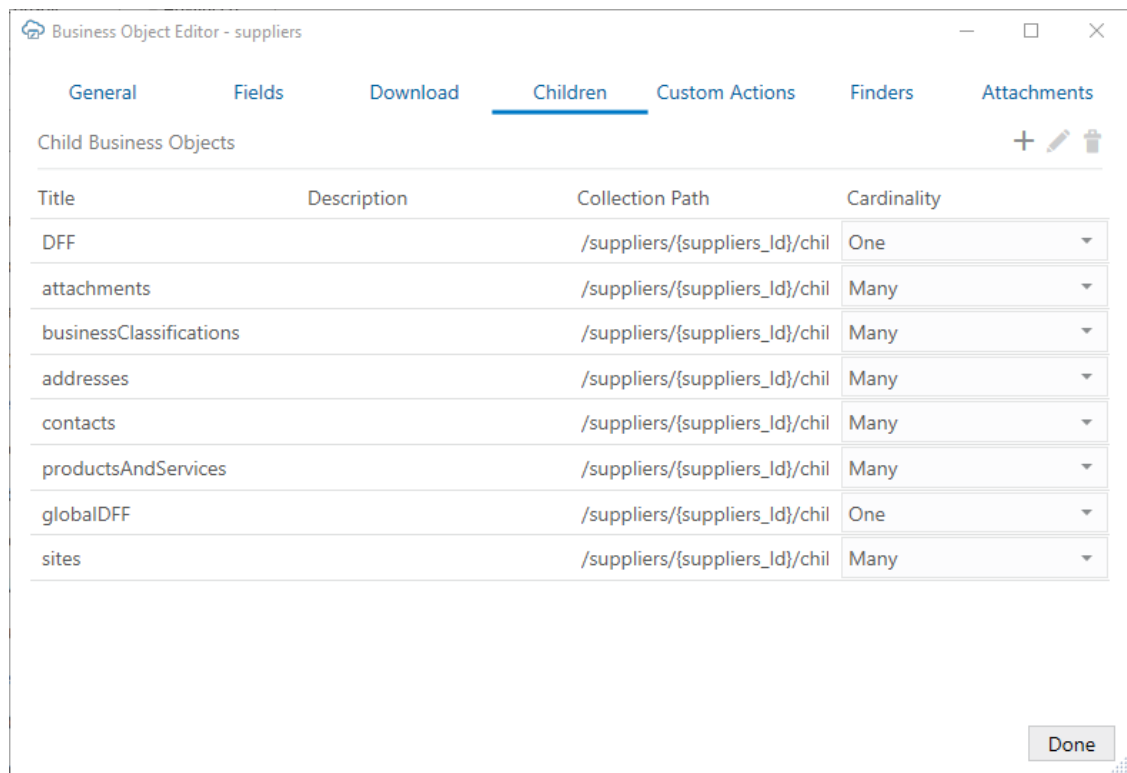 Business Object Editor - suppliers
General Fields Download Children Custom Actions Finders Attachments
Child Business Objects
Title Description Collection Path Cardinality
DFF /suppliers/{suppliers_Id}/chil One
attachments /suppliers/{suppliers_Id}/chil Many
businessClassifications /suppliers/{suppliers_Id}/chil Many
addresses /suppliers/{suppliers_Id}/chil Many
contacts /suppliers/{suppliers_Id}/chil Many
productsAndServices /suppliers/{suppliers_Id}/chil Many
globalDFF /suppliers/{suppliers_Id}/chil One
sites /suppliers/{suppliers_Id}/chil Many
Done